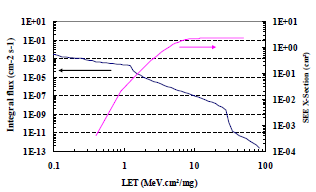 1E+01
1E-01
1E-03
1E-05
1E-07
1E-09
1E-11
1E-13
Integral flux (cm-2 s-1)
1E+01
1E+00
1E-01
1E-02
1E-03
1E-04
SEE X-Section (cm²)
0.1
1
10
100
LET (MeV.cm²/mg)